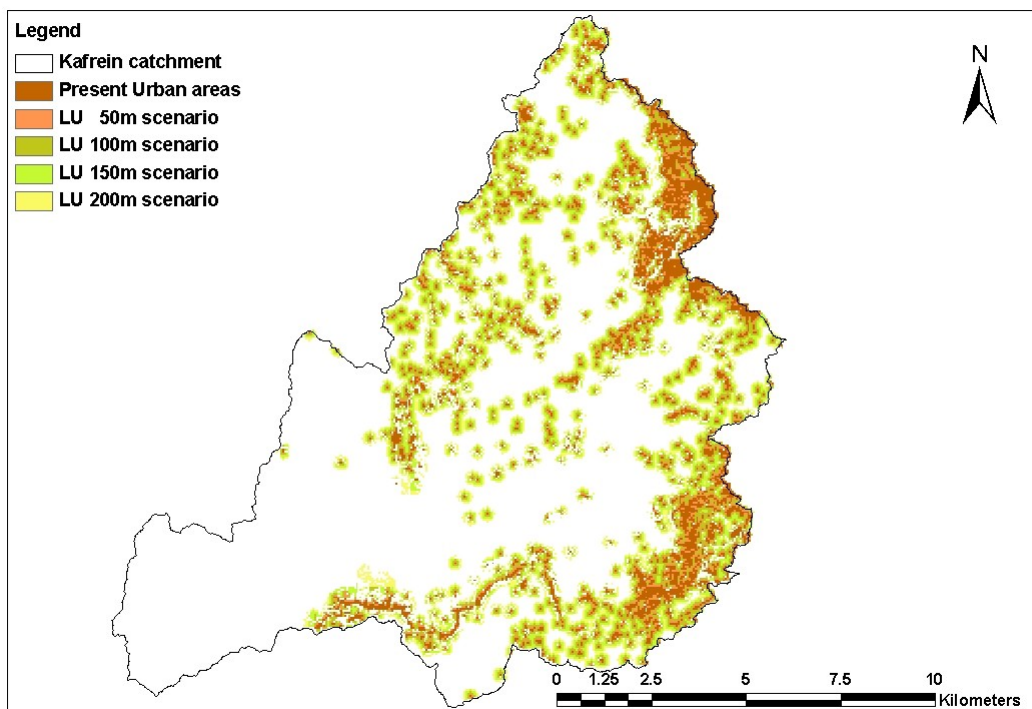 Legend
Kafrein catchment
Present Urban areas
LU 50m scenario
LU 100m scenario
LU 150m scenario
LU 200m scenario
N
0 1.25 2.5 5 7.5 10
Kilometers